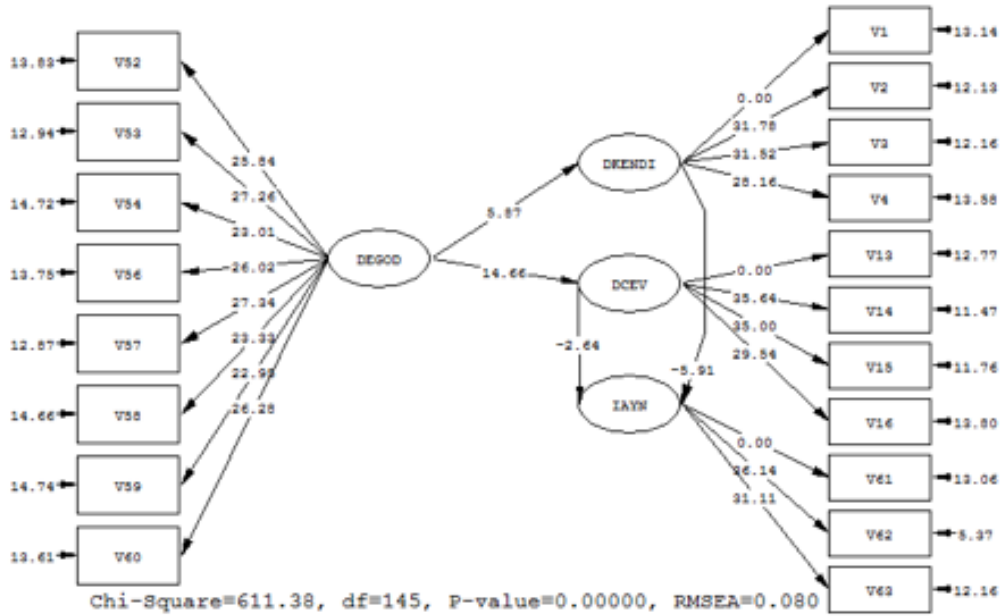 13.83 V52
12.94 V53
14.72 V54
13.75 V56
12.87 V57
14.66 V58
14.74 V59
13.61 V60
25.84
27.26
23.01
26.02
27.34
23.33
26.28
DEGOD
5.87
14.66
DKENDI
DCEV
-2.64
-5.91
IAYN
0.00
31.78
31.52
28.16
0.00
35.64
35.00
29.54
0.00
31.11
V1 13.14
V2 12.13
V3 12.16
V4 13.58
V13 12.77
V14 11.47
V15 11.76
V16 13.80
V61 13.06
V62 5.37
V63 12.16
Chi-Square=611.38, df=145, P-value=0.00000, RMSEA=0.080